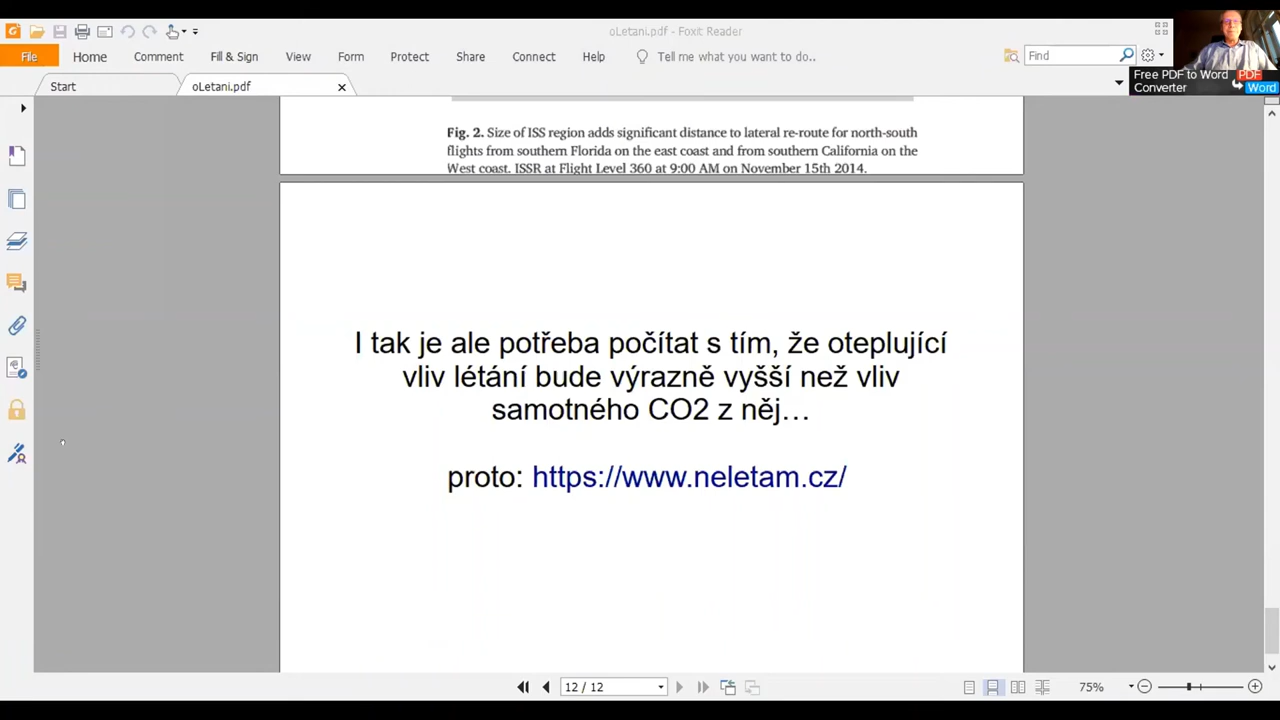 oLetani.pdf - Foxit Reader
File Home Comment Fill & Sign View Form Protect Share Connect Help Tell me what you want to do.. Find
Start oLetani.pdf
Free PDF to Word
Converter
PDF
Word
Fig. 2. Size of ISS region adds significant distance to lateral re-route for north-south
flights from southern Florida on the east coast and from southern California on the
West coast. ISSR at Flight Level 360 at 9:00 AM on November 15th 2014.
I tak je ale potřeba počítat s tím, že oteplující
vliv létání bude výrazně vyšší než vliv
samotného CO2 z něj…
proto: https://www.neletam.cz/
12 / 12 75%